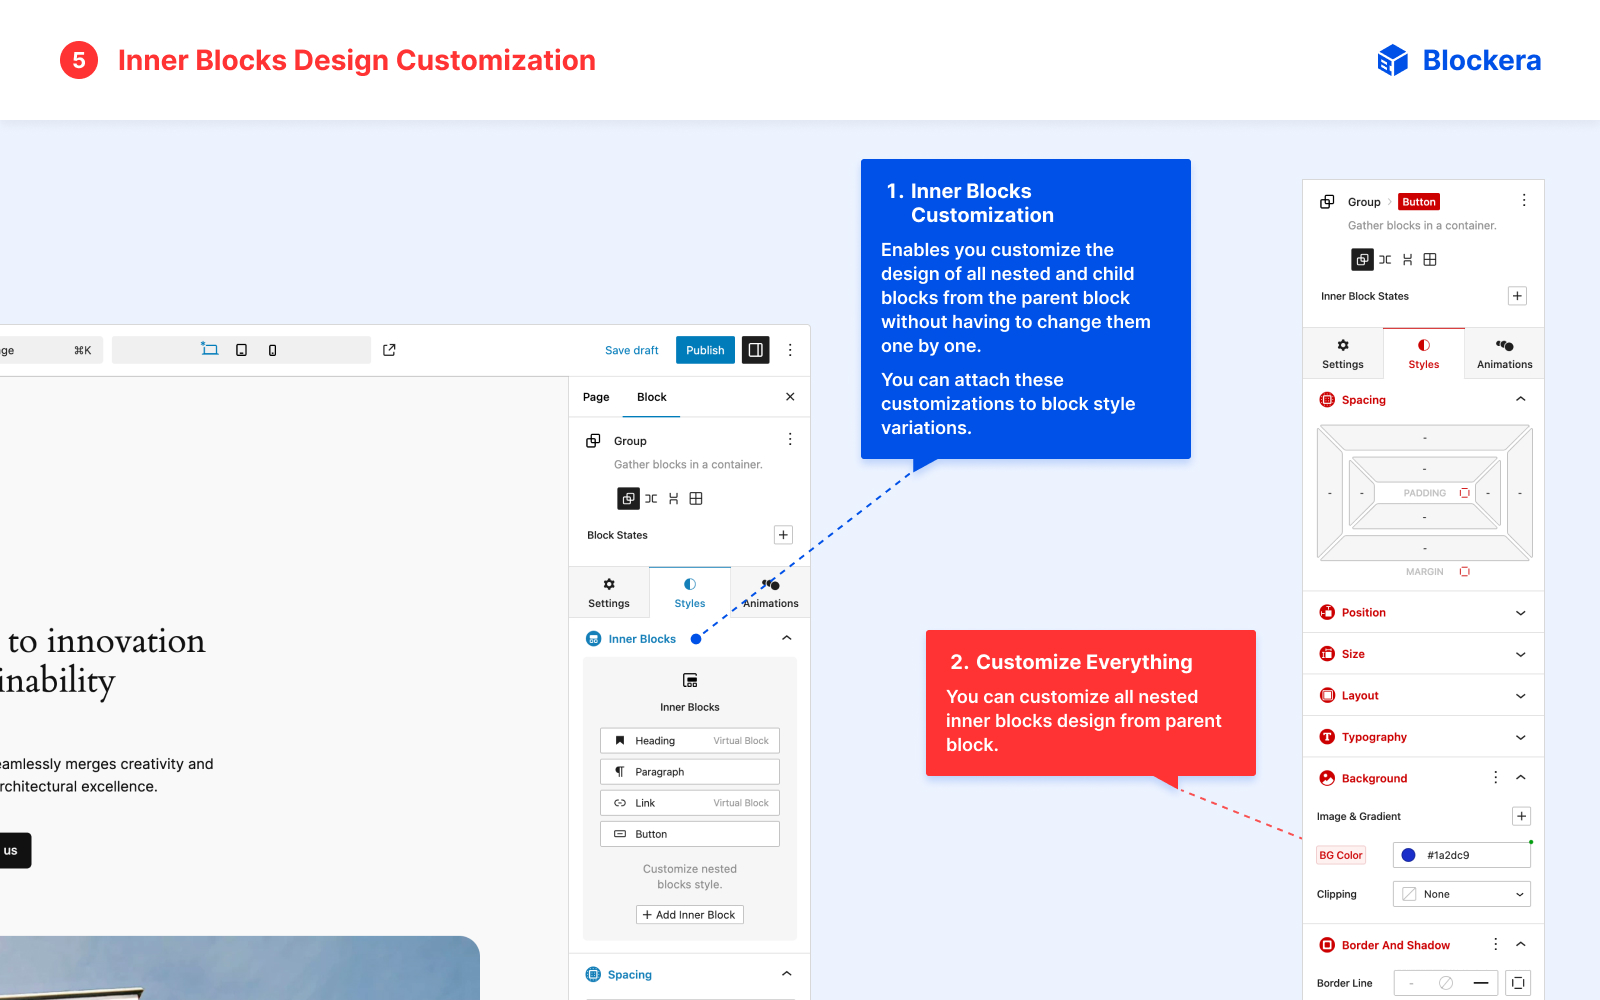 5 Inner Blocks Design Customization
Blockera
1. Inner Blocks
Customization
Enables you customize the
design of all nested and child
blocks from the parent block
without having to change them
one by one.
You can attach these
customizations to block style
variations.
2. Customize Everything
You can customize all nested
inner blocks design from parent
block.
ge ⌘K
Save draft Publish
to innovation
inability
eamlessly merges creativity and
rchitectural excellence.
us
Page Block
Group
Gather blocks in a container.
Block States
Settings Styles Animations
Inner Blocks
Inner Blocks
Heading Virtual Block
Paragraph
Link Virtual Block
Button
Customize nested
blocks style.
+ Add Inner Block
Spacing
Group Button
Gather blocks in a container.
Inner Block States
Settings Styles Animations
Spacing
-
-
- - PADDING - -
-
-
MARGIN
Position
Size
Layout
Typography
Background
Image & Gradient
BG Color #1a2dc9
Clipping None
Border And Shadow
Border Line -